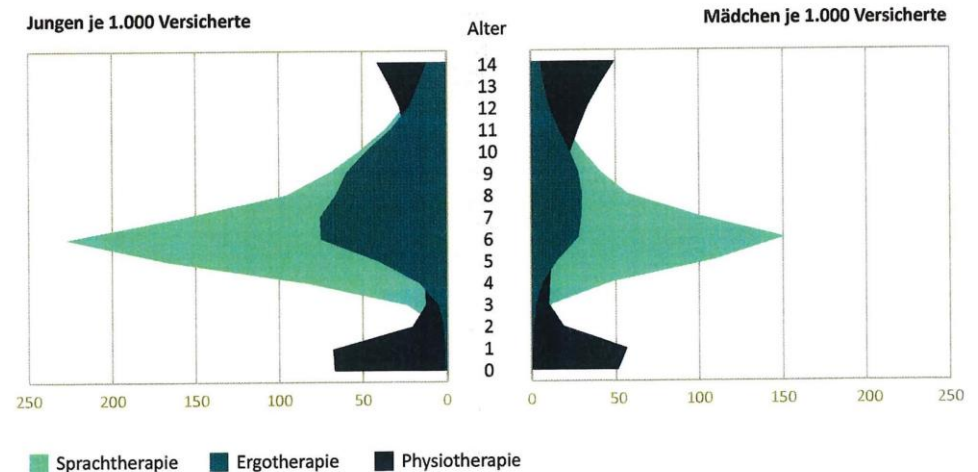 Jungen je 1.000 Versicherte
Alter
Mädchen je 1.000 Versicherte
14
13
12
11
10
9
8
7
6
5
4
3
2
1
0
250 200 150 100 50 0
0 50 100 150 200 250
Sprachtherapie Ergotherapie Physiotherapie